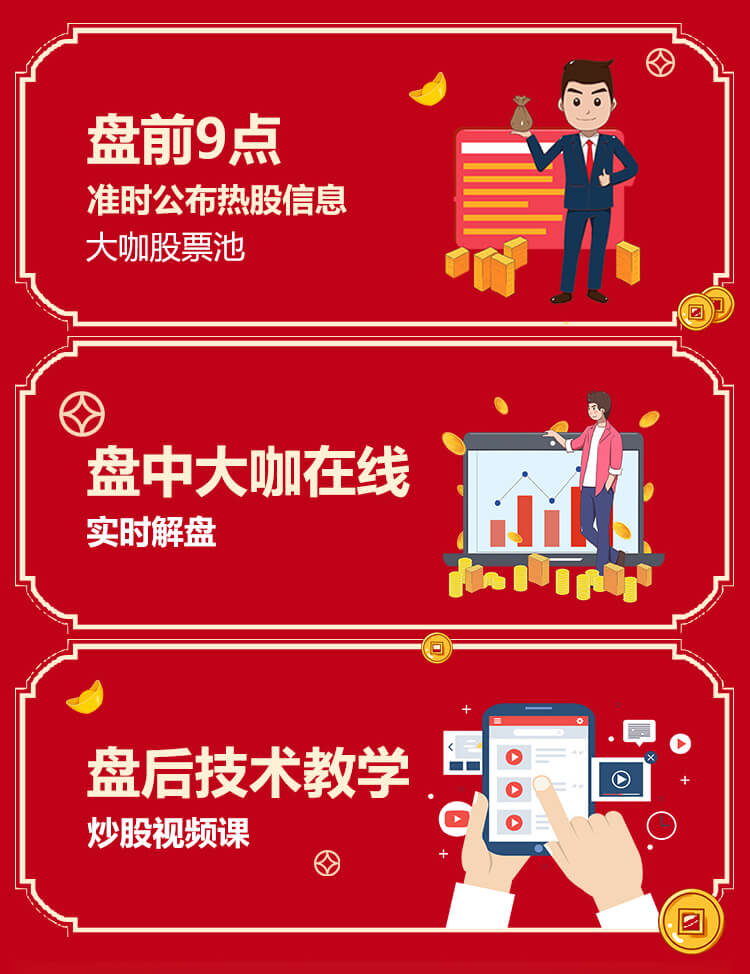 盘前9点
准时公布热股信息
大咖股票池
盘中大咖在线
实时解盘
盘后技术教学
炒股视频课